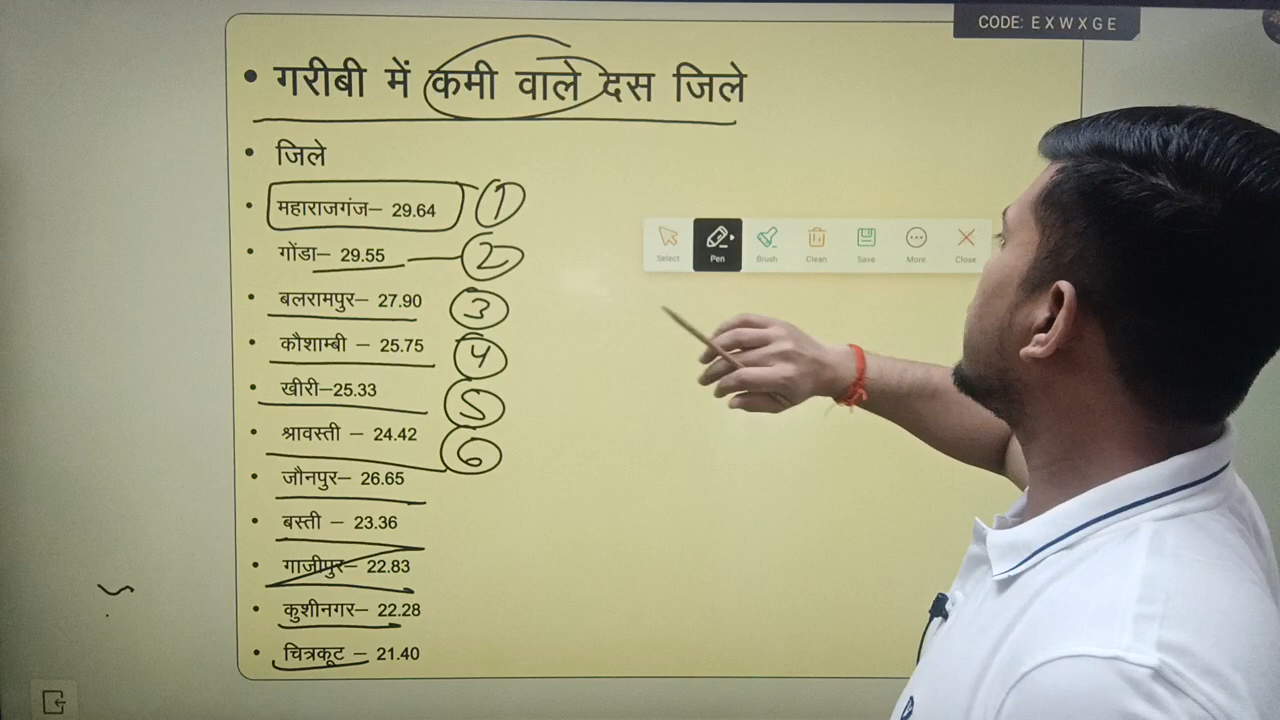 CODE: E X W X G E
• गरीबी में कमी वाले दस जिले
• जिले
• महाराजगंज– 29.64 1
• गोंडा– 29.55 2
• बलरामपुर– 27.90 3
• कौशाम्बी – 25.75 4
• खीरी–25.33 5
• श्रावस्ती – 24.42 6
• जौनपुर– 26.65
• बस्ती – 23.36
• गाजीपुर– 22.83
• कुशीनगर– 22.28
• चित्रकूट – 21.40
Select Pen Brush Clean Save More Close